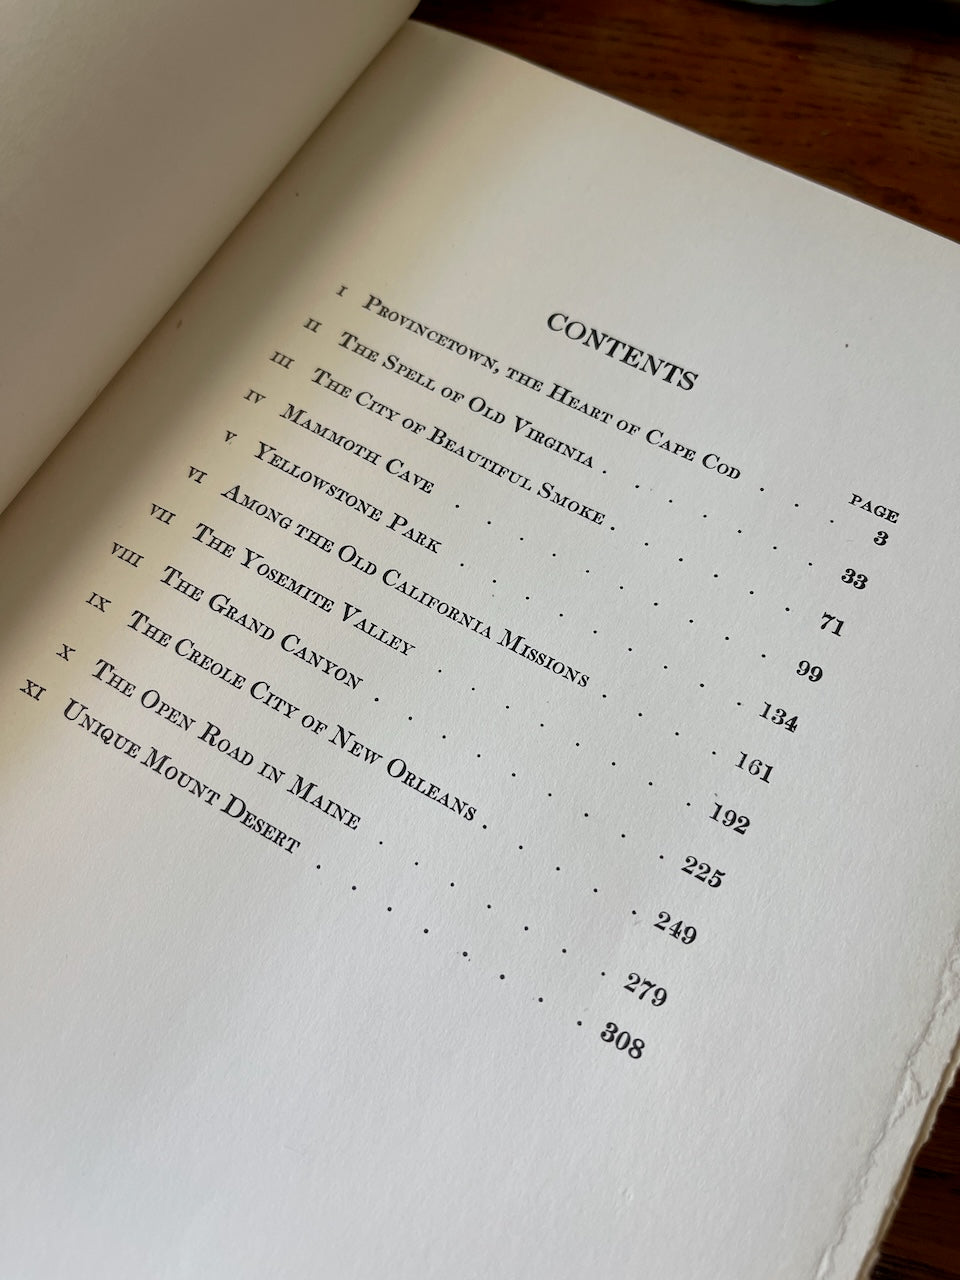 CONTENTS
PAGE
I PROVINCETOWN, THE HEART OF CAPE COD . . . 3
II THE SPELL OF OLD VIRGINIA . . . . . . . 33
III THE CITY OF BEAUTIFUL SMOKE . . . . . . 71
IV MAMMOTH CAVE . . . . . . . . . . 99
V YELLOWSTONE PARK . . . . . . . . . 134
VI AMONG THE OLD CALIFORNIA MISSIONS . . . . 161
VII THE YOSEMITE VALLEY . . . . . . . . 192
VIII THE GRAND CANYON . . . . . . . . . 225
IX THE CREOLE CITY OF NEW ORLEANS . . . . . 249
X THE OPEN ROAD IN MAINE . . . . . . . 279
XI UNIQUE MOUNT DESERT . . . . . . . . 308